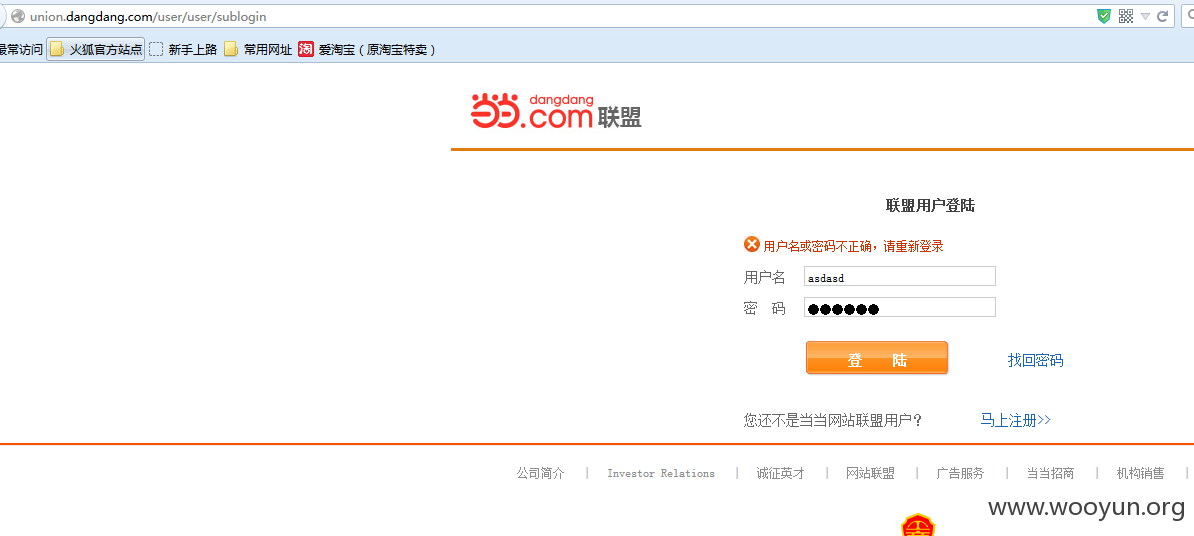 union.dangdang.com/user/user/sublogin
最常访问 火狐官方站点 新手上路 常用网址 淘 爱淘宝（原淘宝特卖）
dangdang
当当.com 联盟
联盟用户登陆
用户名或密码不正确，请重新登录
用户名 asdasd
密 码 ●●●●●●
登 陆 找回密码
您还不是当当网站联盟用户？ 马上注册>>
公司简介 | Investor Relations | 诚征英才 | 网站联盟 | 广告服务 | 当当招商 | 机构销售 |
www.wooyun.org